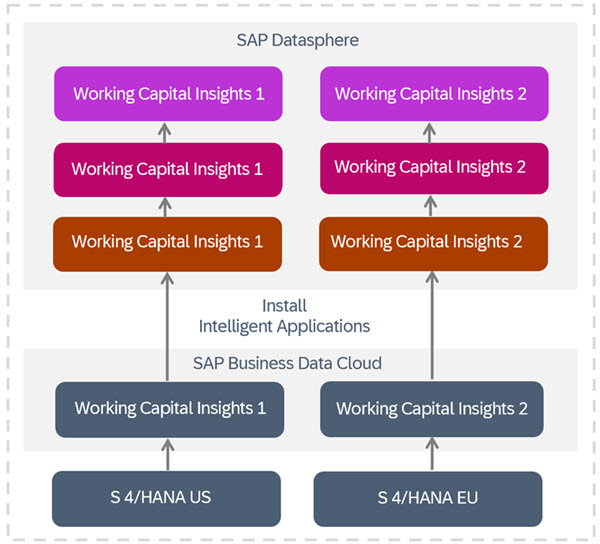 SAP Datasphere
Working Capital Insights 1
Working Capital Insights 2
Working Capital Insights 1
Working Capital Insights 2
Working Capital Insights 1
Working Capital Insights 2
Install
Intelligent Applications
SAP Business Data Cloud
Working Capital Insights 1
Working Capital Insights 2
S 4/HANA US
S 4/HANA EU